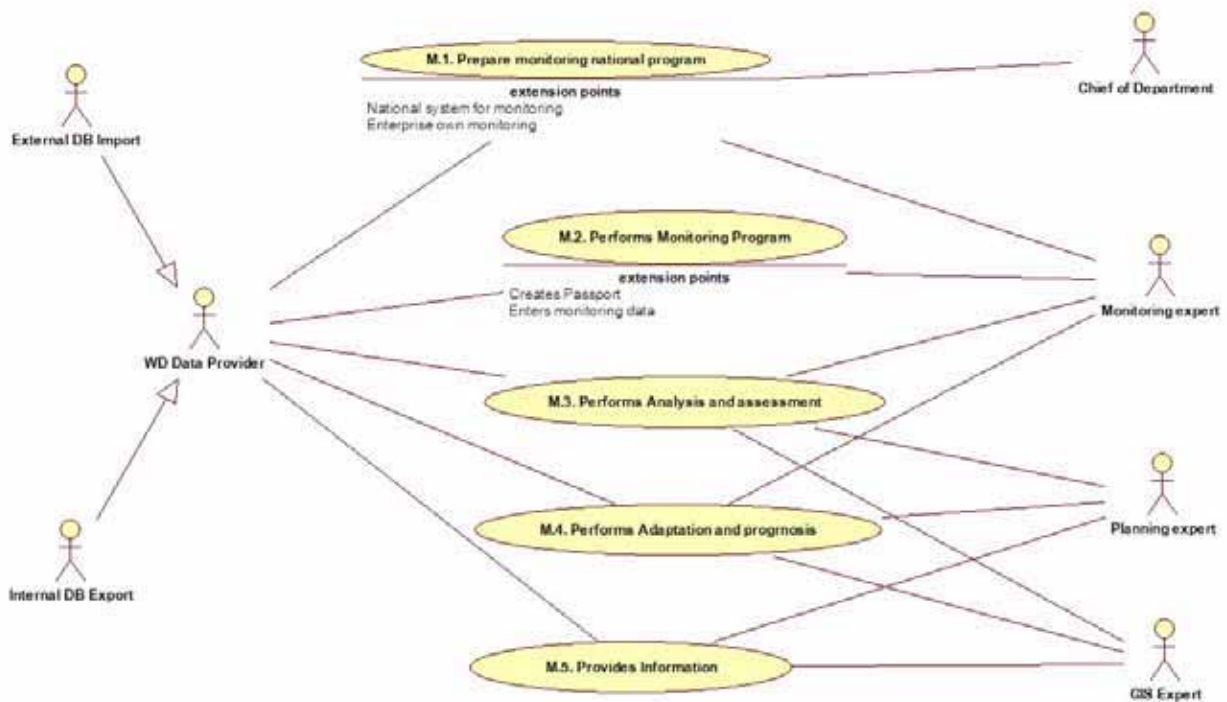 M.1. Prepare monitoring national program
extension points
National system for monitoring
Enterprise own monitoring
Chief of Department
External DB Import
M.2. Performs Monitoring Program
extension points
Creates Passport
Enters monitoring data
Monitoring expert
WD Data Provider
M.3. Performs Analysis and assessment
M.4. Performs Adaptation and progrnosis
Planning expert
Internal DB Export
M.5. Provides Information
GIS Expert